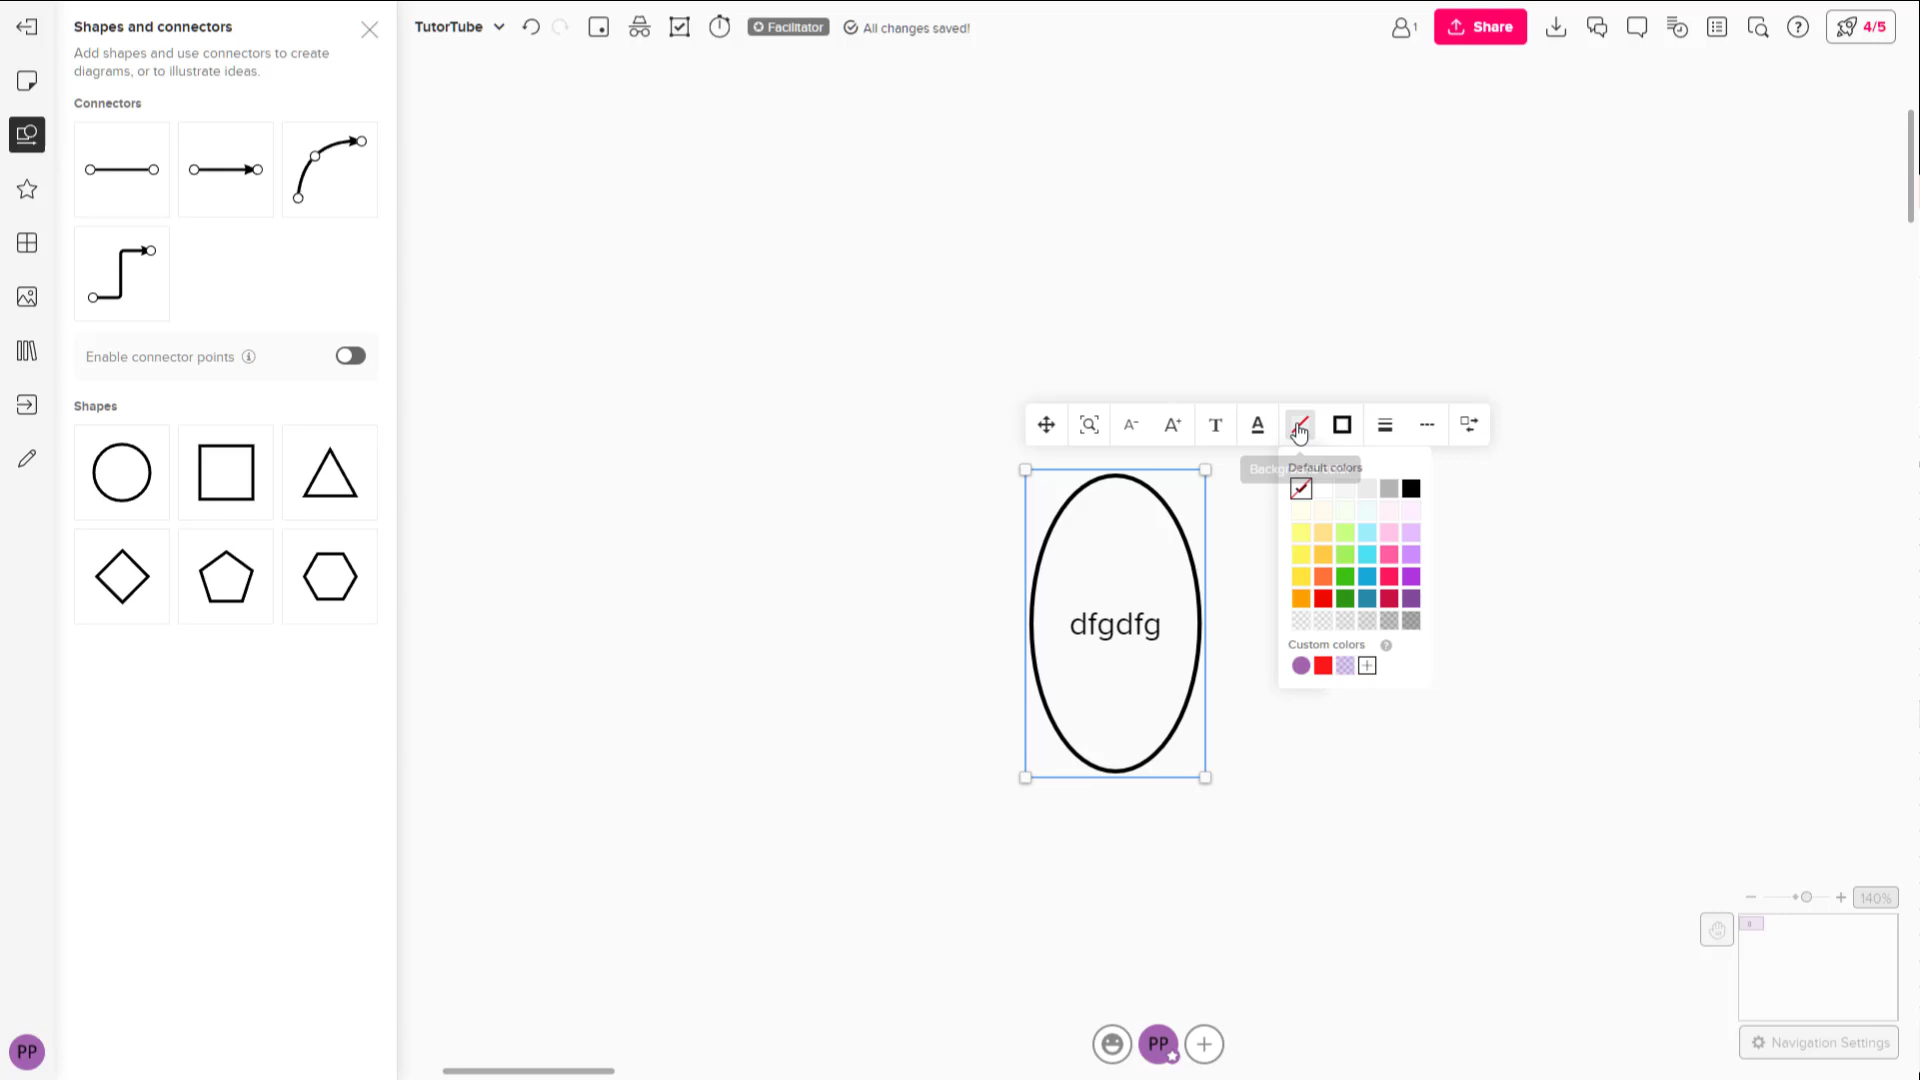 Shapes and connectors
Add shapes and use connectors to create
diagrams, or to illustrate ideas.
Connectors
Enable connector points
Shapes
PP
TutorTube
Facilitator
All changes saved!
1
Share
4/5
A-
A+
T
A
Default colors
Custom colors
dfgdfg
140%
Navigation Settings
PP